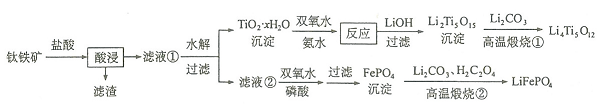 TiO₂·xH₂O 双氧水 反应 LiOH Li₂Ti₅O₁₅ Li₂CO₃ Li₄Ti₅O₁₂
沉淀 氨水 过滤 沉淀 高温煅烧①
钛铁矿 盐酸 酸浸 滤液① 水解
过滤
滤渣
滤液② 双氧水 过滤 FePO₄ Li₂CO₃、H₂C₂O₄ LiFePO₄
磷酸 沉淀 高温煅烧②